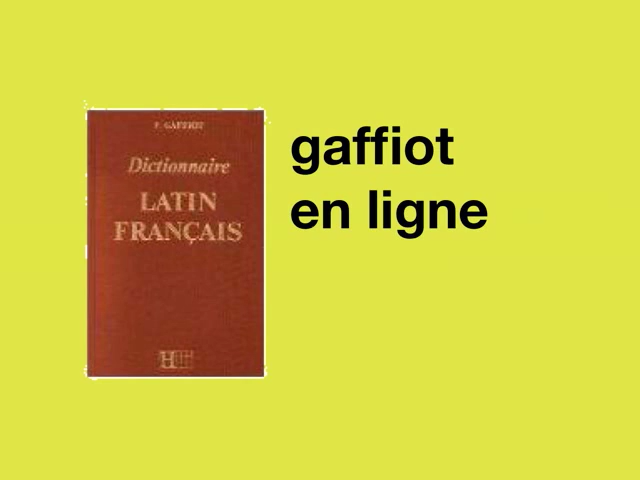 F. GAFFIOT
Dictionnaire
LATIN
FRANÇAIS
H
gaffiot
en ligne